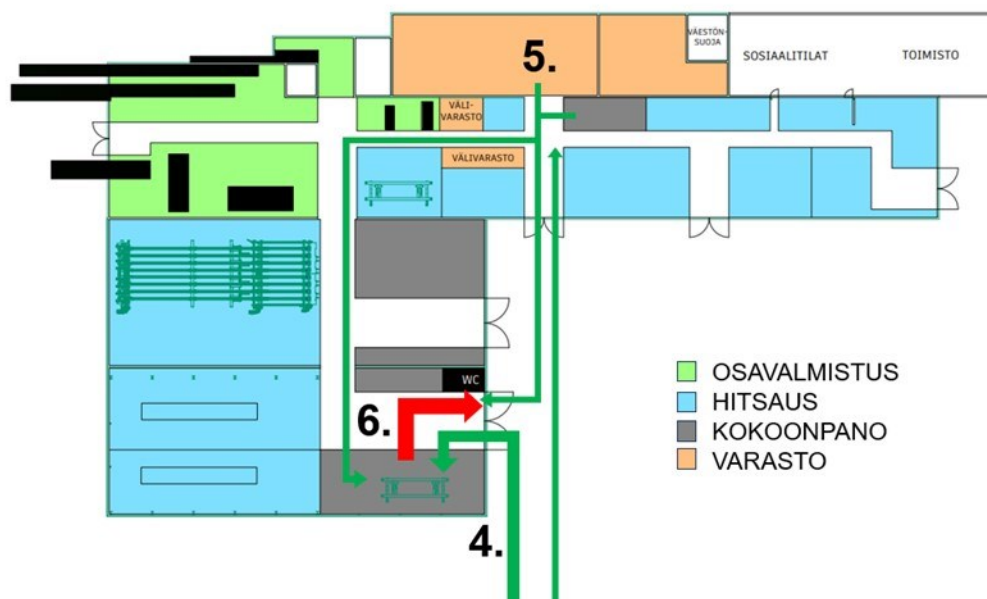 VÄESTÖN-
SUOJA
SOSIAALITILAT
TOIMISTO
5.
VÄLI-
VARASTO
VÄLIVARASTO
WC
6.
4.
OSAVALMISTUS
HITSAUS
KOKOONPANO
VARASTO